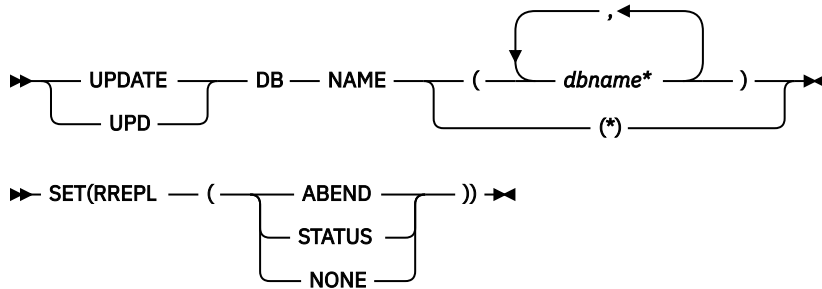 ,
UPDATE DB NAME ( dbname* )
UPD (*)
SET(RREPL ( ABEND ))
STATUS
NONE